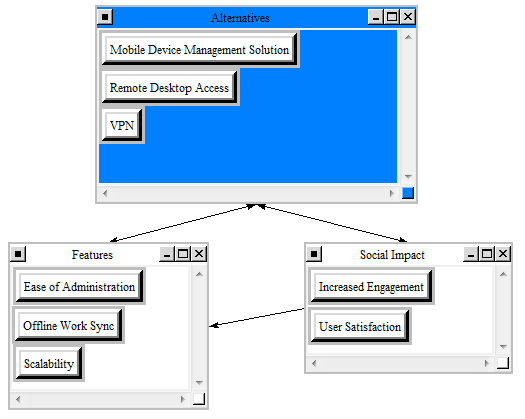 Alternatives
Mobile Device Management Solution
Remote Desktop Access
VPN
Features
Ease of Administration
Offline Work Sync
Scalability
Social Impact
Increased Engagement
User Satisfaction